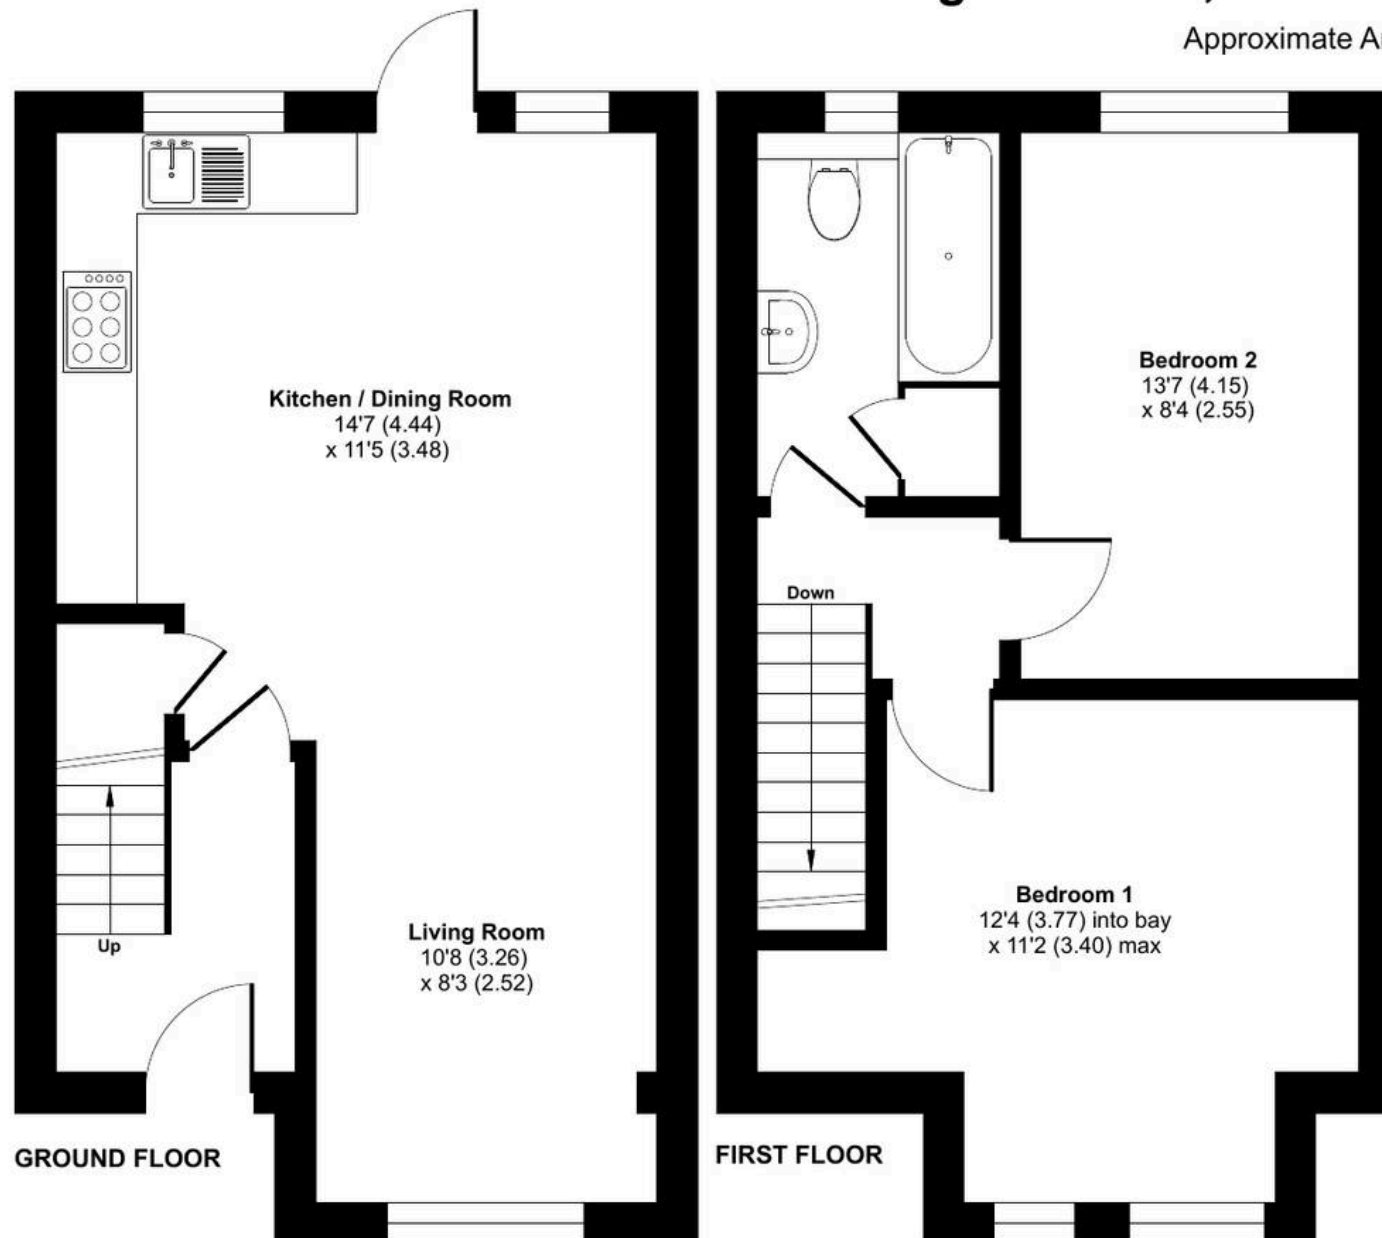 Kitchen / Dining Room
14'7 (4.44)
x 11'5 (3.48)
Up
Living Room
10'8 (3.26)
x 8'3 (2.52)
GROUND FLOOR
Approximate
Bedroom 2
13'7 (4.15)
x 8'4 (2.55)
Down
Bedroom 1
12'4 (3.77) into bay
x 11'2 (3.40) max
FIRST FLOOR